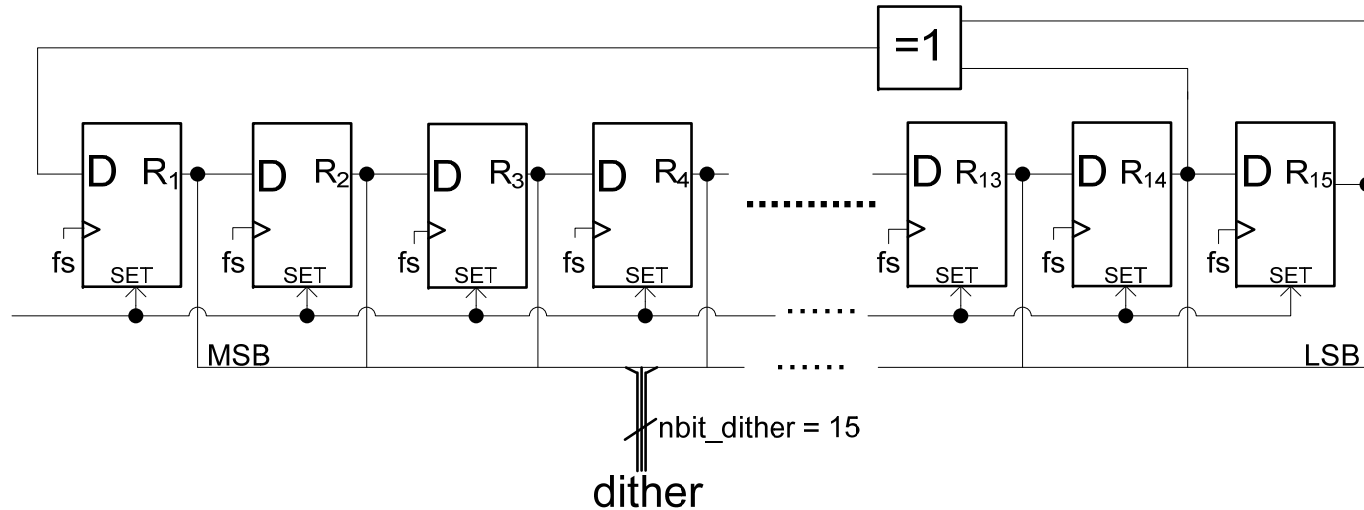 =1
D R1 D R2 D R3 D R4 D R13 D R14 D R15
fs fs fs fs fs fs fs
SET SET SET SET SET SET SET
MSB LSB
nbit_dither = 15
dither